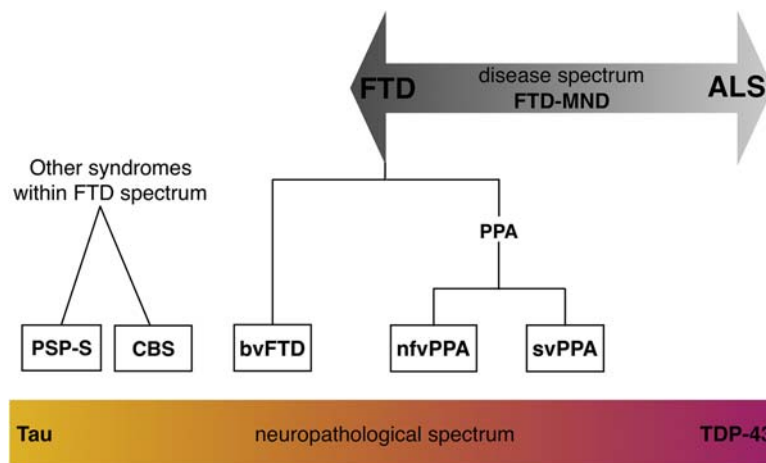 FTD
disease spectrum
FTD-MND
ALS
Other syndromes
within FTD spectrum
PPA
PSP-S
CBS
bvFTD
nfvPPA
svPPA
Tau
neuropathological spectrum
TDP-43